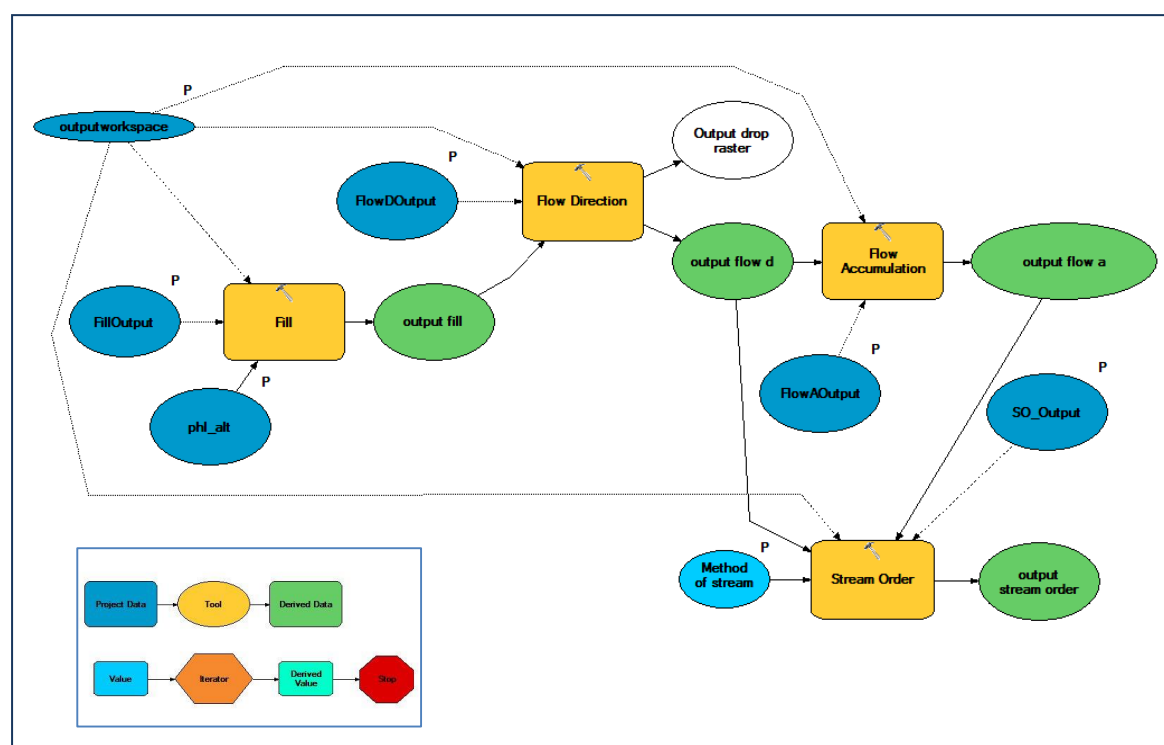 P
outputworkspace
Output drop
raster
P
FlowDOutput
Flow Direction
output flow d
Flow
Accumulation
output flow a
P
FillOutput
Fill
output fill
P
phl_alt
P
FlowAOutput
P
SO_Output
P
Method
of stream
Stream Order
output
stream order
Project Data
Tool
Derived Data
Value
Iterator
Derived
Value
Stop